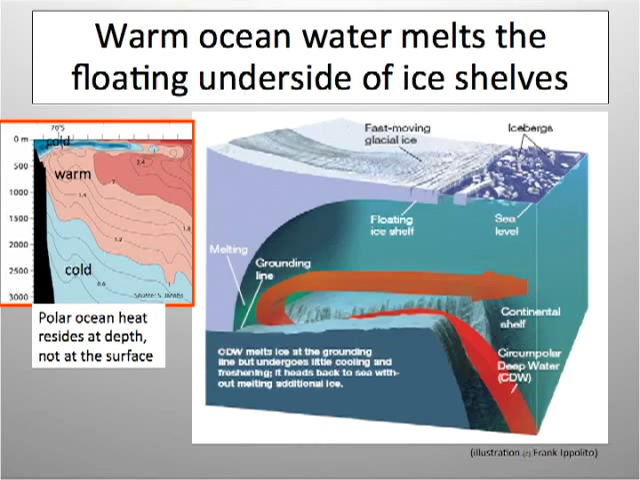 Warm ocean water melts the
floating underside of ice shelves
70°S
0 m
cold
500
warm
1000
1500
2000
2500
cold
3000
Polar ocean heat
resides at depth,
not at the surface
Fast-moving
glacial ice
Icebergs
Floating
ice shelf
Sea
level
Melting
Grounding
line
Continental
shelf
Circumpolar
Deep Water
(CDW)
CDW melts ice at the grounding
line but undergoes little cooling and
freshening; it heads back to sea with-
out melting additional ice.
(illustration Frank Ippolito)